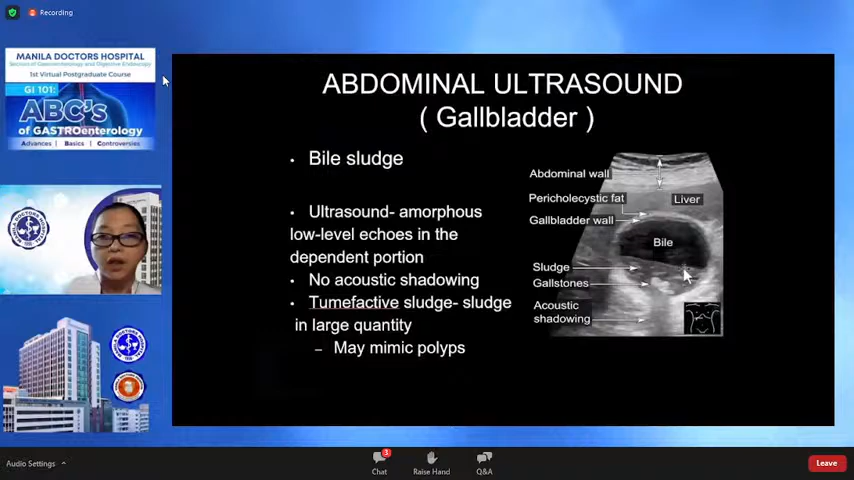 Recording
MANILA DOCTORS HOSPITAL
Section of Gastroenterology and Digestive Endoscopy
1st Virtual Postgraduate Course
GI 101:
ABC's
of GASTROenterology
Advances | Basics | Controversies
ABDOMINAL ULTRASOUND
( Gallbladder )
• Bile sludge
• Ultrasound- amorphous
low-level echoes in the
dependent portion
• No acoustic shadowing
• Tumefactive sludge- sludge
in large quantity
– May mimic polyps
Abdominal wall
Pericholecystic fat
Liver
Gallbladder wall
Bile
Sludge
Gallstones
Acoustic
shadowing
Audio Settings
3
Chat
Raise Hand
Q&A
Leave